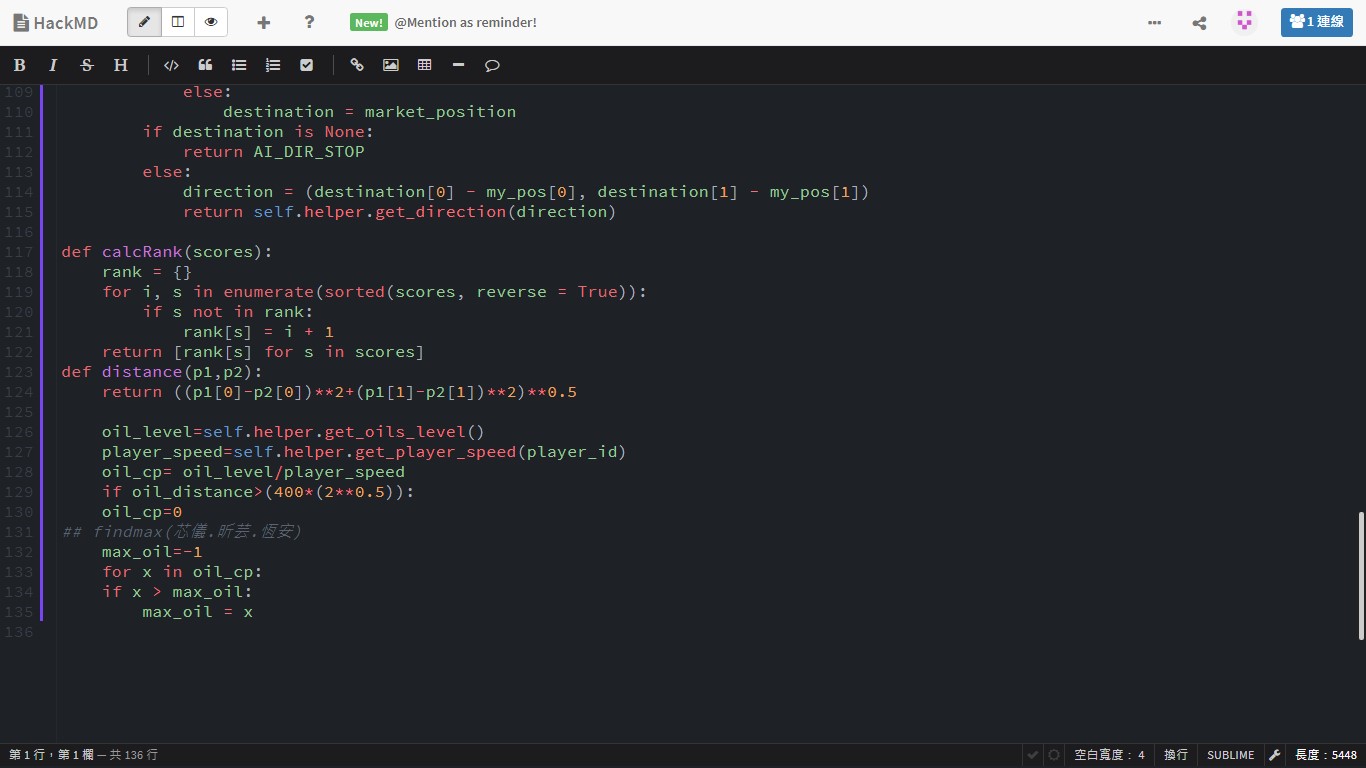 HackMD
New! @Mention as reminder!
1 連線
B I S H
109 else:
110 destination = market_position
111 if destination is None:
112 return AI_DIR_STOP
113 else:
114 direction = (destination[0] - my_pos[0], destination[1] - my_pos[1])
115 return self.helper.get_direction(direction)
116
117 def calcRank(scores):
118 rank = {}
119 for i, s in enumerate(sorted(scores, reverse = True)):
120 if s not in rank:
121 rank[s] = i + 1
122 return [rank[s] for s in scores]
123 def distance(p1,p2):
124 return ((p1[0]-p2[0])**2+(p1[1]-p2[1])**2)**0.5
125
126 oil_level=self.helper.get_oils_level()
127 player_speed=self.helper.get_player_speed(player_id)
128 oil_cp= oil_level/player_speed
129 if oil_distance>(400*(2**0.5)):
130 oil_cp=0
131 ## findmax(芯儀.昕芸.恆安)
132 max_oil=-1
133 for x in oil_cp:
134 if x > max_oil:
135 max_oil = x
136
第 1 行，第 1 欄 — 共 136 行 空白寬度： 4 換行 SUBLIME 長度：5448